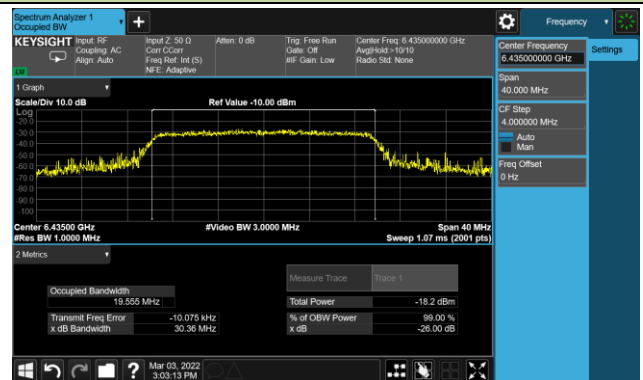 Spectrum Analyzer 1
Occupied BW
Frequency
KEYSIGHT
Input: RF
Coupling: AC
Align: Auto
Input Z: 50 Ω
Corr CCorr
Freq Ref: Int (S)
NFE: Adaptive
Atten: 0 dB
Trig: Free Run
Gate: Off
#IF Gain: Low
Center Freq: 6.435000000 GHz
Avg|Hold:>10/10
Radio Std: None
Center Frequency
6.435000000 GHz
Settings
Span
40.000 MHz
CF Step
4.000000 MHz
Auto
Man
Freq Offset
0 Hz
1 Graph
Scale/Div 10.0 dB
Ref Value -10.00 dBm
Log
-20.0
-30.0
-40.0
-50.0
-60.0
-70.0
-80.0
-90.0
-100
Center 6.43500 GHz
#Video BW 3.0000 MHz
Span 40 MHz
#Res BW 1.0000 MHz
Sweep 1.07 ms (2001 pts)
2 Metrics
Measure Trace
Trace 1
Occupied Bandwidth
19.555 MHz
Total Power
-18.2 dBm
Transmit Freq Error
-10.075 kHz
% of OBW Power
99.00 %
x dB Bandwidth
30.36 MHz
x dB
-26.00 dB
Mar 03, 2022
3:03:13 PM